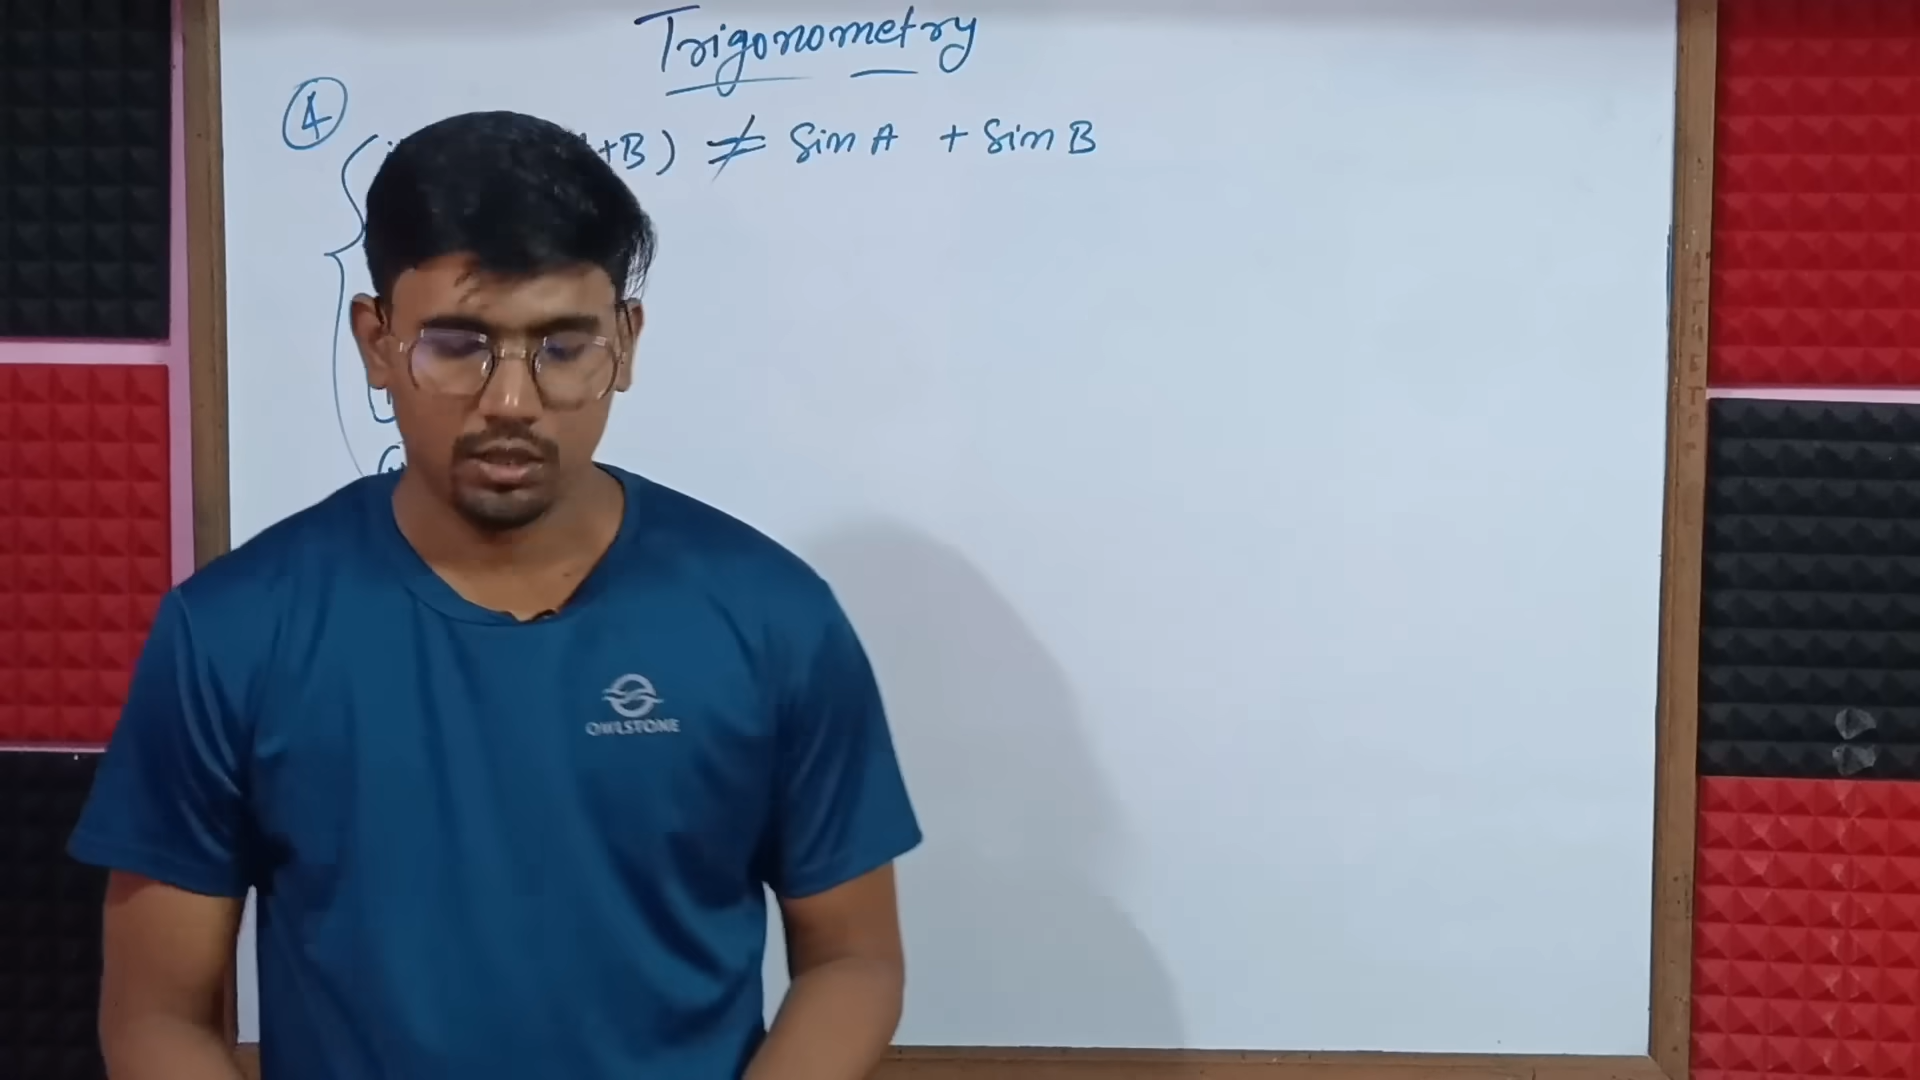 Trigonometry
4
+B) ≠ Sin A + Sin B
OWLSTONE